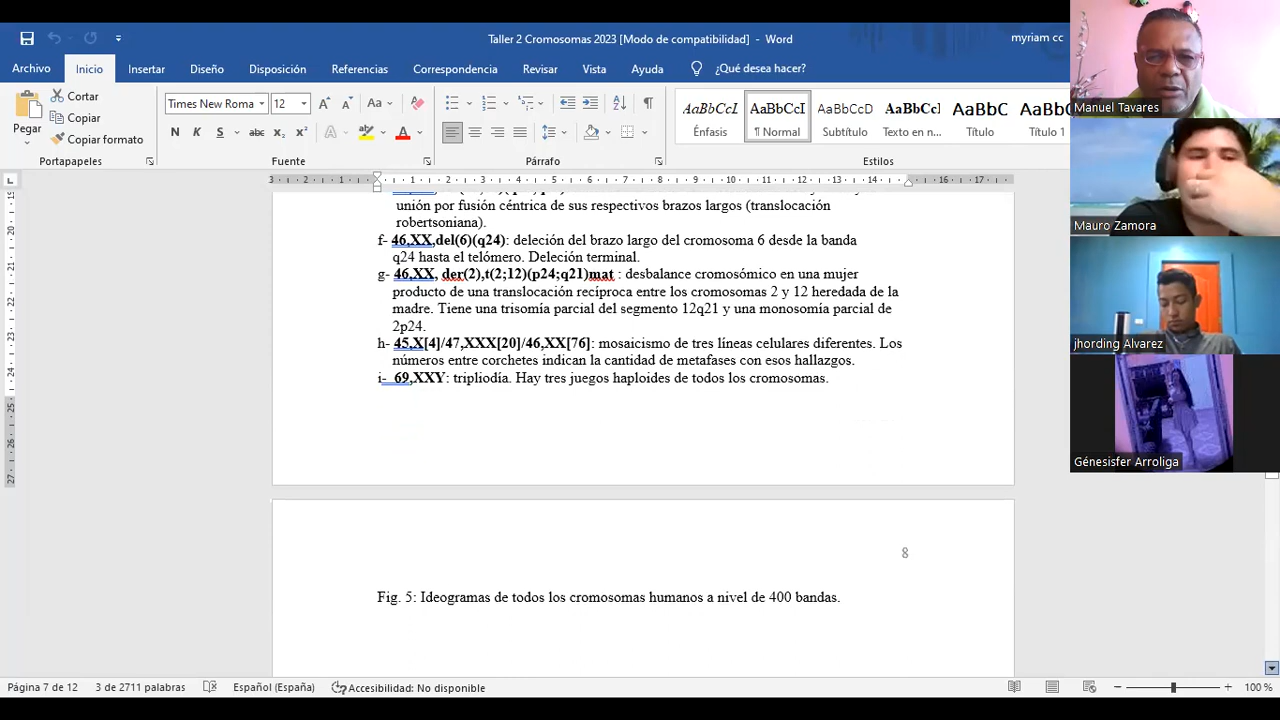 Taller 2 Cromosomas 2023 [Modo de compatibilidad] - Word
myriam cc
Archivo Inicio Insertar Diseño Disposición Referencias Correspondencia Revisar Vista Ayuda ¿Qué desea hacer?
Pegar
Cortar
Copiar
Copiar formato
Portapapeles
Times New Roma 12
Fuente
Párrafo
AaBbCcL Énfasis
AaBbCcI ¶ Normal
AaBbCcD Subtítulo
AaBbCcI Texto en n...
AaBbC Título
AaBbC Título 1
Estilos
unión por fusión céntrica de sus respectivos brazos largos (translocación
robertsoniana).
f- 46,XX,del(6)(q24): deleción del brazo largo del cromosoma 6 desde la banda
q24 hasta el telómero. Deleción terminal.
g- 46,XX, der(2),t(2;12)(p24;q21)mat : desbalance cromosómico en una mujer
producto de una translocación recíproca entre los cromosomas 2 y 12 heredada de la
madre. Tiene una trisomía parcial del segmento 12q21 y una monosomía parcial de
2p24.
h- 45,X[4]/47,XXX[20]/46,XX[76]: mosaicismo de tres líneas celulares diferentes. Los
números entre corchetes indican la cantidad de metafases con esos hallazgos.
i- 69,XXY: tripliodía. Hay tres juegos haploides de todos los cromosomas.
8
Fig. 5: Ideogramas de todos los cromosomas humanos a nivel de 400 bandas.
Página 7 de 12 3 de 2711 palabras Español (España) Accesibilidad: No disponible 100 %
Manuel Tavares
Mauro Zamora
jhording Alvarez
Génesisfer Arroliga